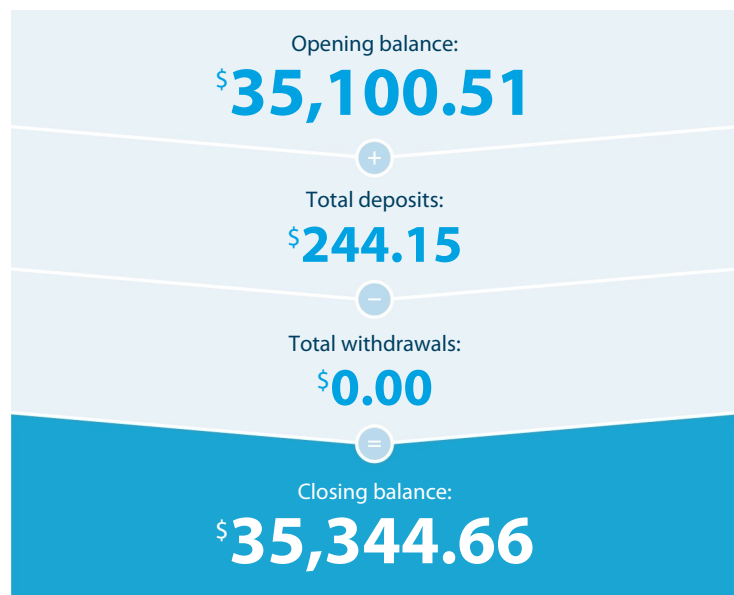 Opening balance:
$35,100.51
+
Total deposits:
$244.15
−
Total withdrawals:
$0.00
=
Closing balance:
$35,344.66